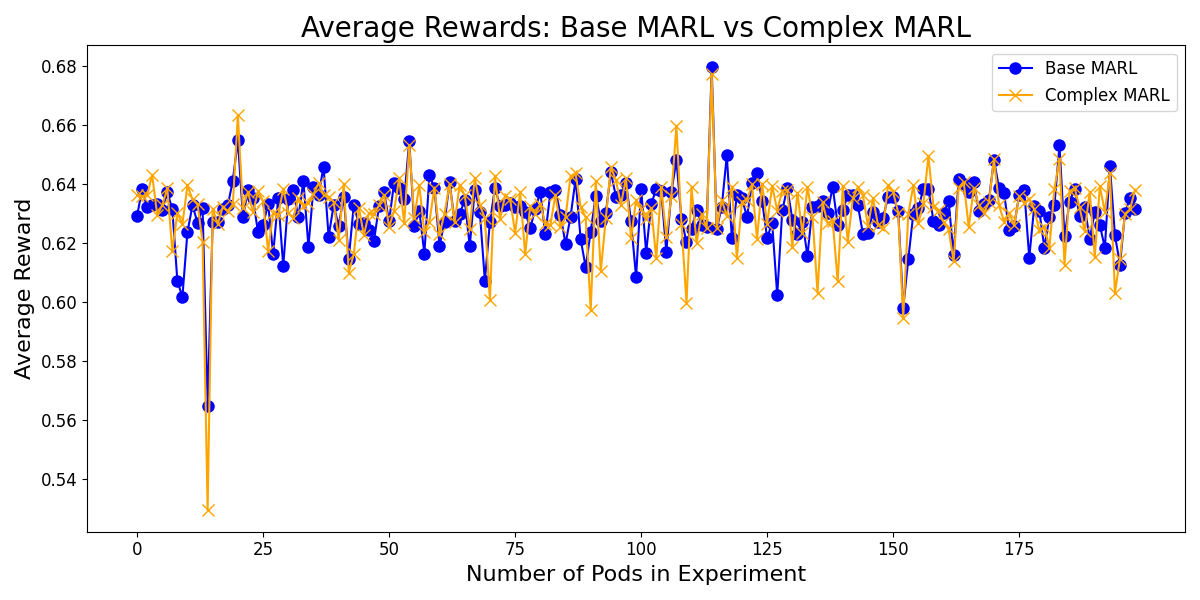 Average Rewards: Base MARL vs Complex MARL
Base MARL
Complex MARL
Average Reward
0.68
0.66
0.64
0.62
0.60
0.58
0.56
0.54
0 25 50 75 100 125 150 175
Number of Pods in Experiment